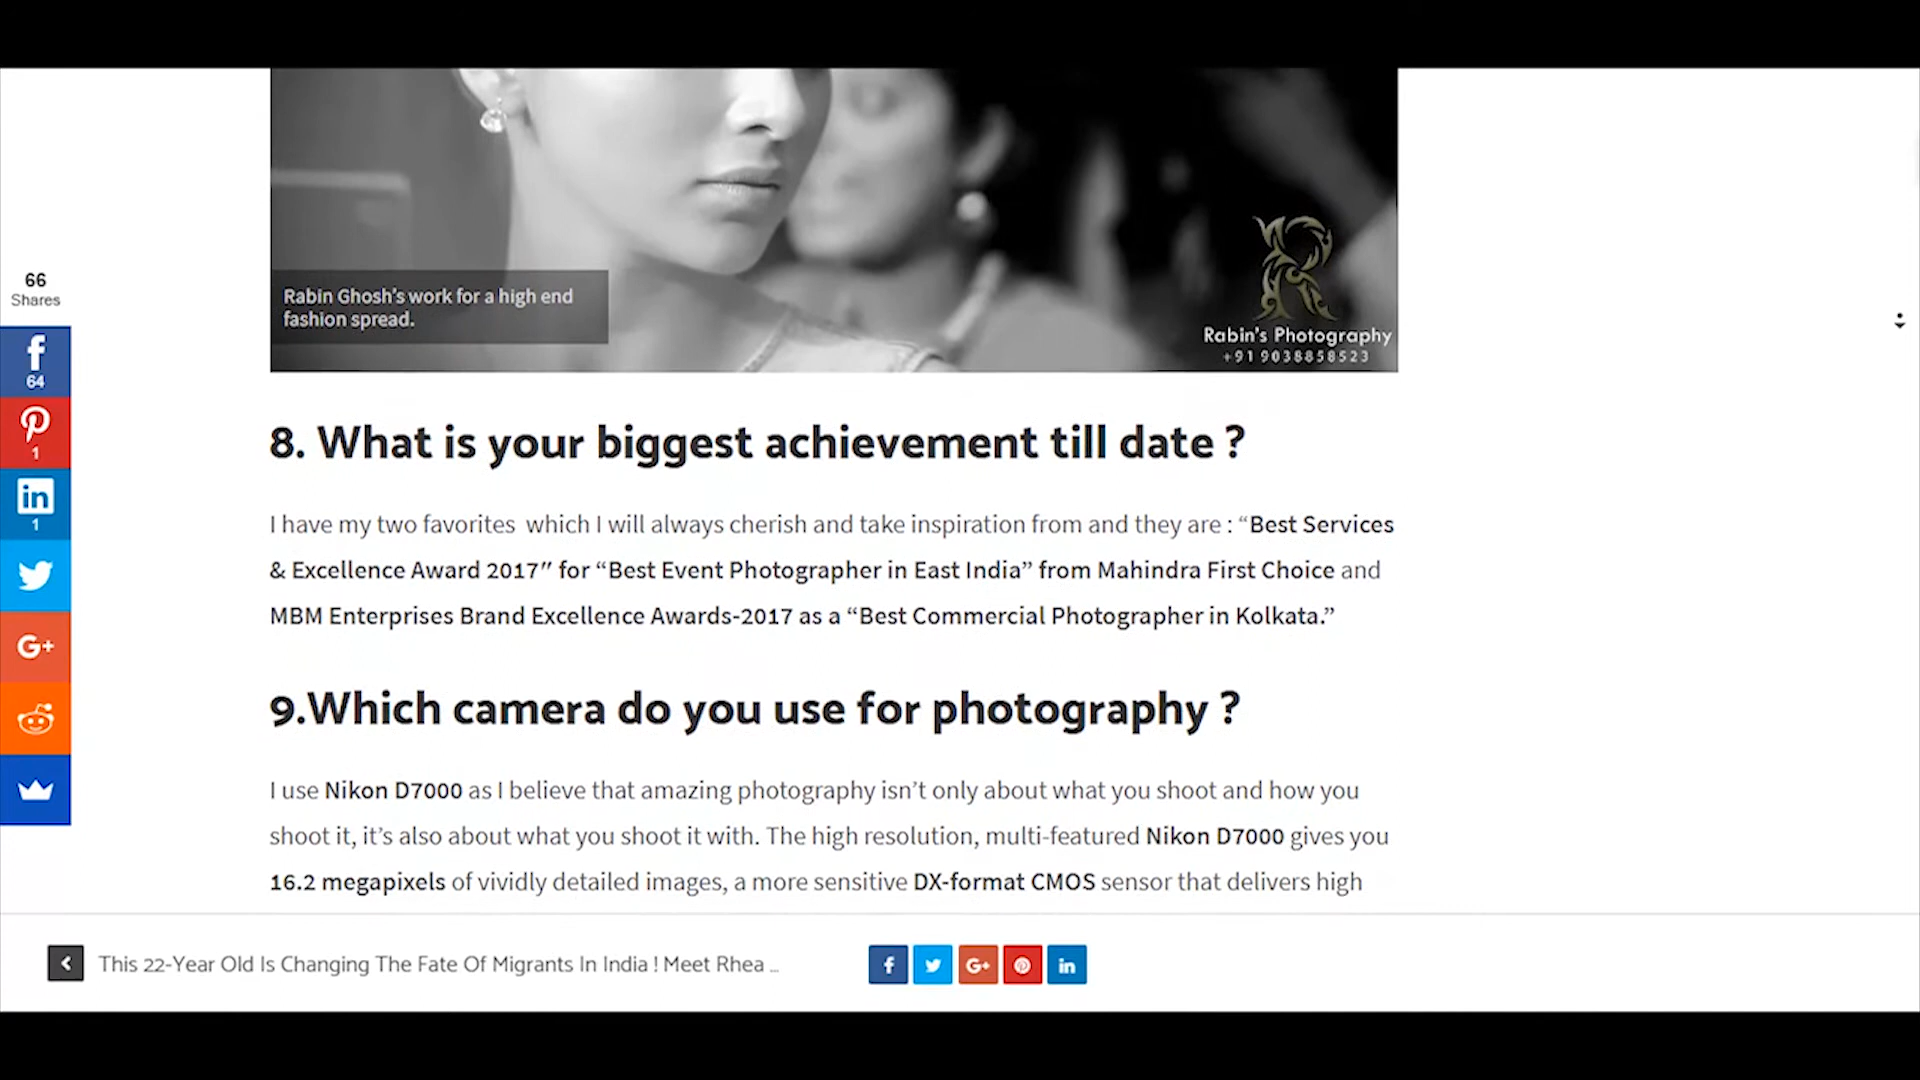 Rabin Ghosh's work for a high end
fashion spread.
Rabin's Photography
+91 9038858523
66
Shares
64
1
1
8. What is your biggest achievement till date ?
I have my two favorites which I will always cherish and take inspiration from and they are : “Best Services
& Excellence Award 2017″ for “Best Event Photographer in East India” from Mahindra First Choice and
MBM Enterprises Brand Excellence Awards-2017 as a “Best Commercial Photographer in Kolkata.”
9.Which camera do you use for photography ?
I use Nikon D7000 as I believe that amazing photography isn’t only about what you shoot and how you
shoot it, it’s also about what you shoot it with. The high resolution, multi-featured Nikon D7000 gives you
16.2 megapixels of vividly detailed images, a more sensitive DX-format CMOS sensor that delivers high
This 22-Year Old Is Changing The Fate Of Migrants In India ! Meet Rhea ...